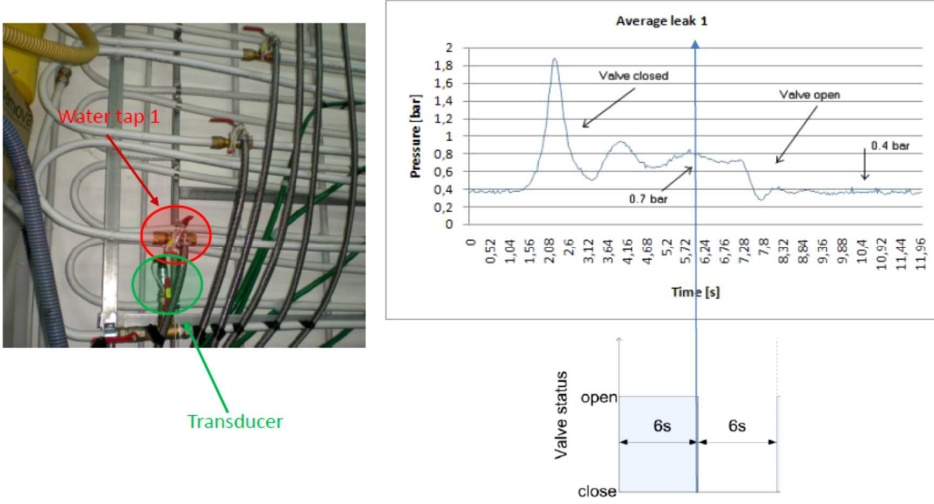 Water tap 1
Transducer
Average leak 1
Pressure [bar]
2
1,8
1,6
1,4
1,2
1
0,8
0,6
0,4
0,2
0
Valve closed
Valve open
0.7 bar
0.4 bar
0
0,52
1,04
1,56
2,08
2,6
3,12
3,64
4,16
4,68
5,2
5,72
6,24
6,76
7,28
7,8
8,32
8,84
9,36
9,88
10,4
10,92
11,44
11,96
Time [s]
Valve status
open
close
6s
6s